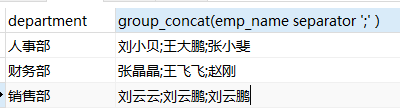 department group_concat(emp_name separator ';' )
人事部 刘小贝;王大鹏;张小斐
财务部 张晶晶;王飞飞;赵刚
销售部 刘云云;刘云鹏;刘云鹏